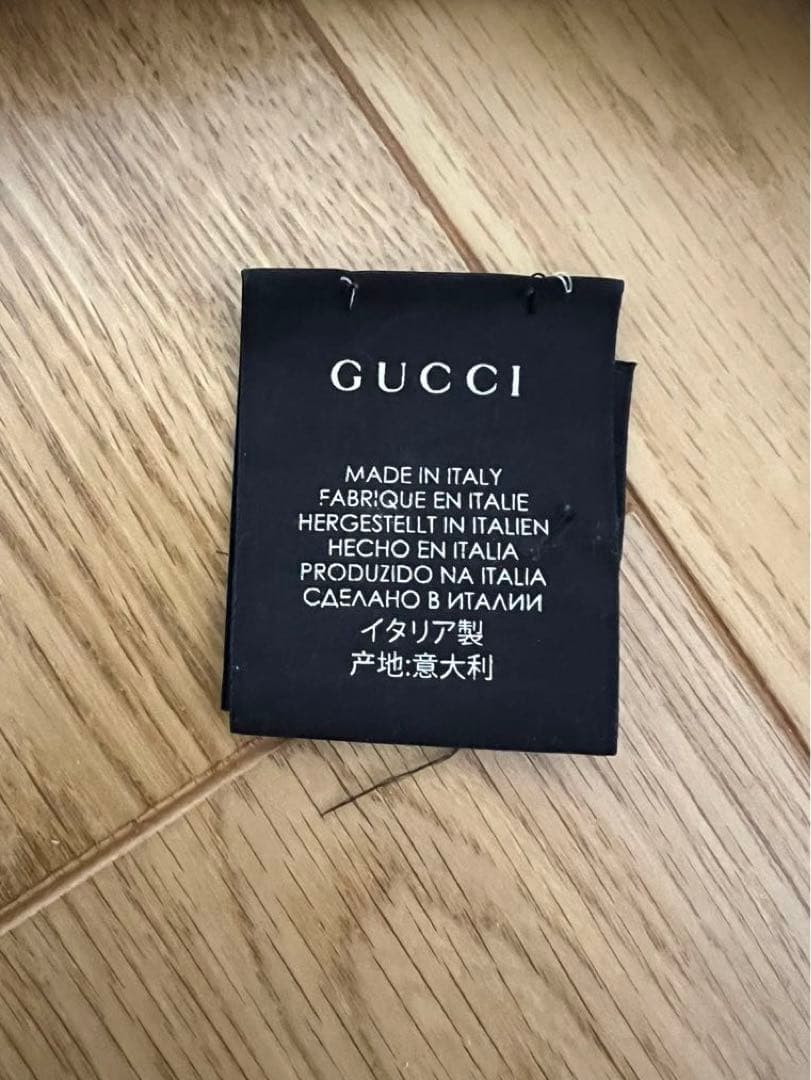 GUCCI
MADE IN ITALY
FABRIQUE EN ITALIE
HERGESTELLT IN ITALIEN
HECHO EN ITALIA
PRODUZIDO NA ITALIA
СДЕЛАНО В ИТАЛИИ
イタリア製
产地:意大利